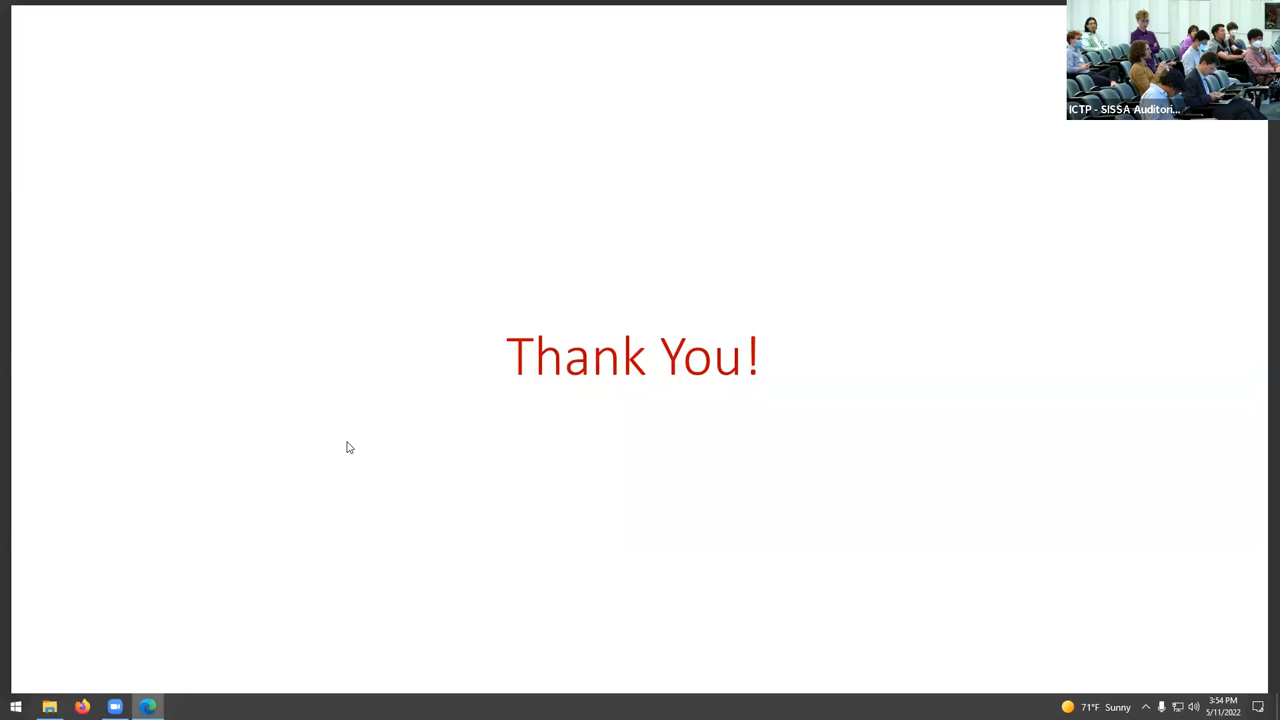 ICTP - SISSA Auditori...
Thank You!
71°F Sunny
3:54 PM
5/11/2022